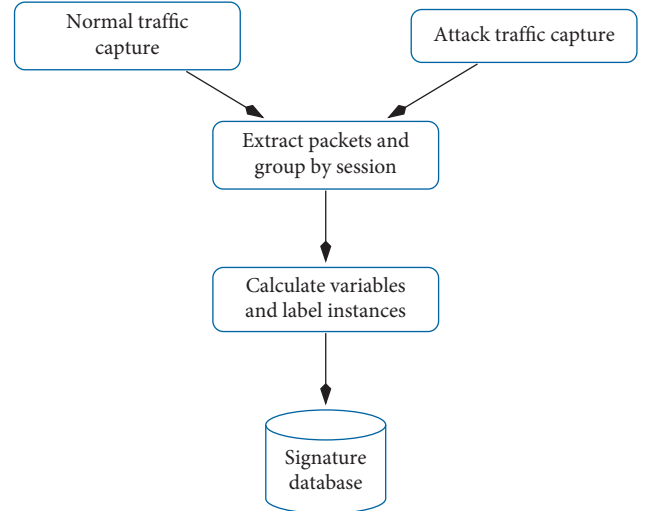 Normal traffic
capture
Attack traffic capture
Extract packets and
group by session
Calculate variables
and label instances
Signature
database